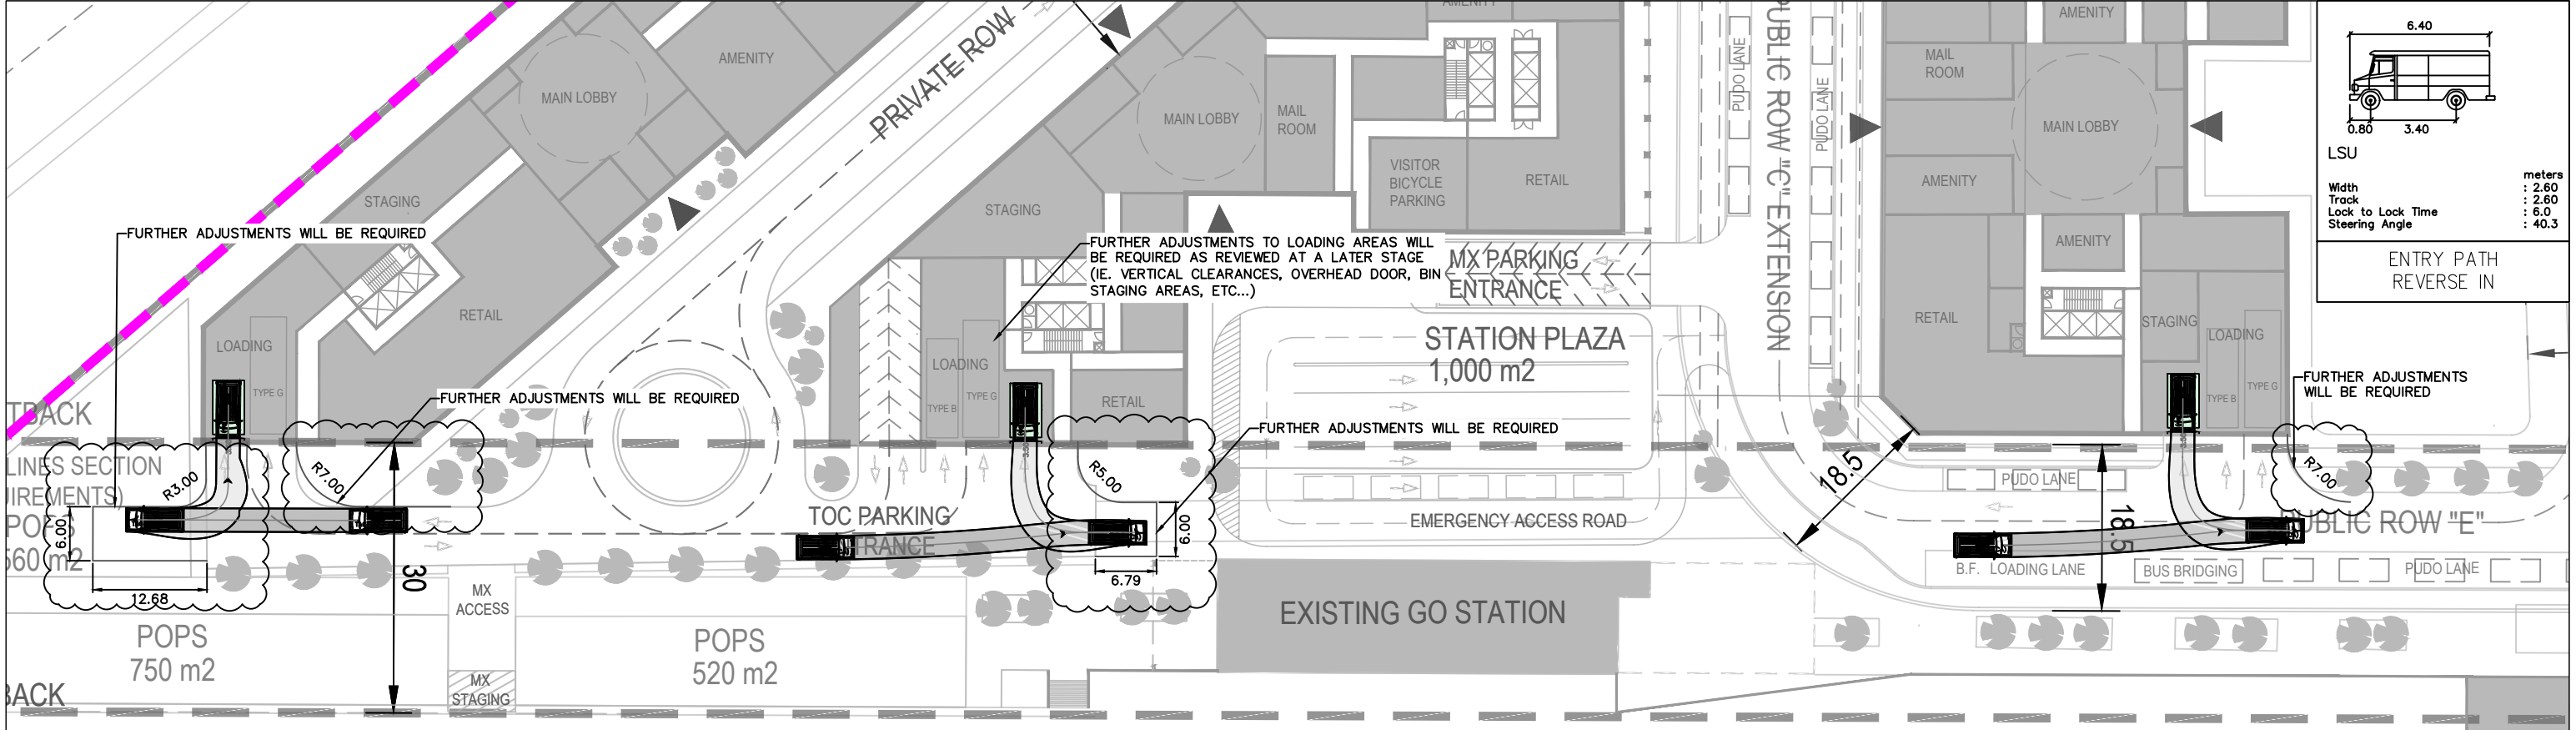 AMENITY
MAIN LOBBY
STAGING
FURTHER ADJUSTMENTS WILL BE REQUIRED
RETAIL
LOADING
TYPE G
FURTHER ADJUSTMENTS WILL BE REQUIRED
PRIVATE ROW
AMENITY
MAIN LOBBY
MAIL
ROOM
VISITOR
BICYCLE
PARKING
RETAIL
STAGING
FURTHER ADJUSTMENTS TO LOADING AREAS WILL
BE REQUIRED AS REVIEWED AT A LATER STAGE
(IE. VERTICAL CLEARANCES, OVERHEAD DOOR, BIN
STAGING AREAS, ETC...)
MX PARKING
ENTRANCE
LOADING
TYPE B
TYPE G
RETAIL
FURTHER ADJUSTMENTS WILL BE REQUIRED
STATION PLAZA
1,000 m2
PUDO LANE
PUBLIC ROW "C" EXTENSION
PUDO LANE
AMENITY
MAIL
ROOM
MAIN LOBBY
AMENITY
AMENITY
RETAIL
STAGING
LOADING
TYPE B
TYPE G
FURTHER ADJUSTMENTS
WILL BE REQUIRED
6.40
0.80
3.40
LSU
meters
Width : 2.60
Track : 2.60
Lock to Lock Time : 6.0
Steering Angle : 40.3
ENTRY PATH
REVERSE IN
TBACK
LINES SECTION
UIREMENTS)
POPS
560 m2
R3.00
6.00
12.68
R7.00
30
TOC PARKING
TRANCE
R5.00
6.00
6.79
EMERGENCY ACCESS ROAD
18.5
PUDO LANE
18.5
R7.00
PUBLIC ROW "E"
B.F. LOADING LANE
BUS BRIDGING
PUDO LANE
MX
ACCESS
POPS
750 m2
POPS
520 m2
EXISTING GO STATION
MX
STAGING
BACK